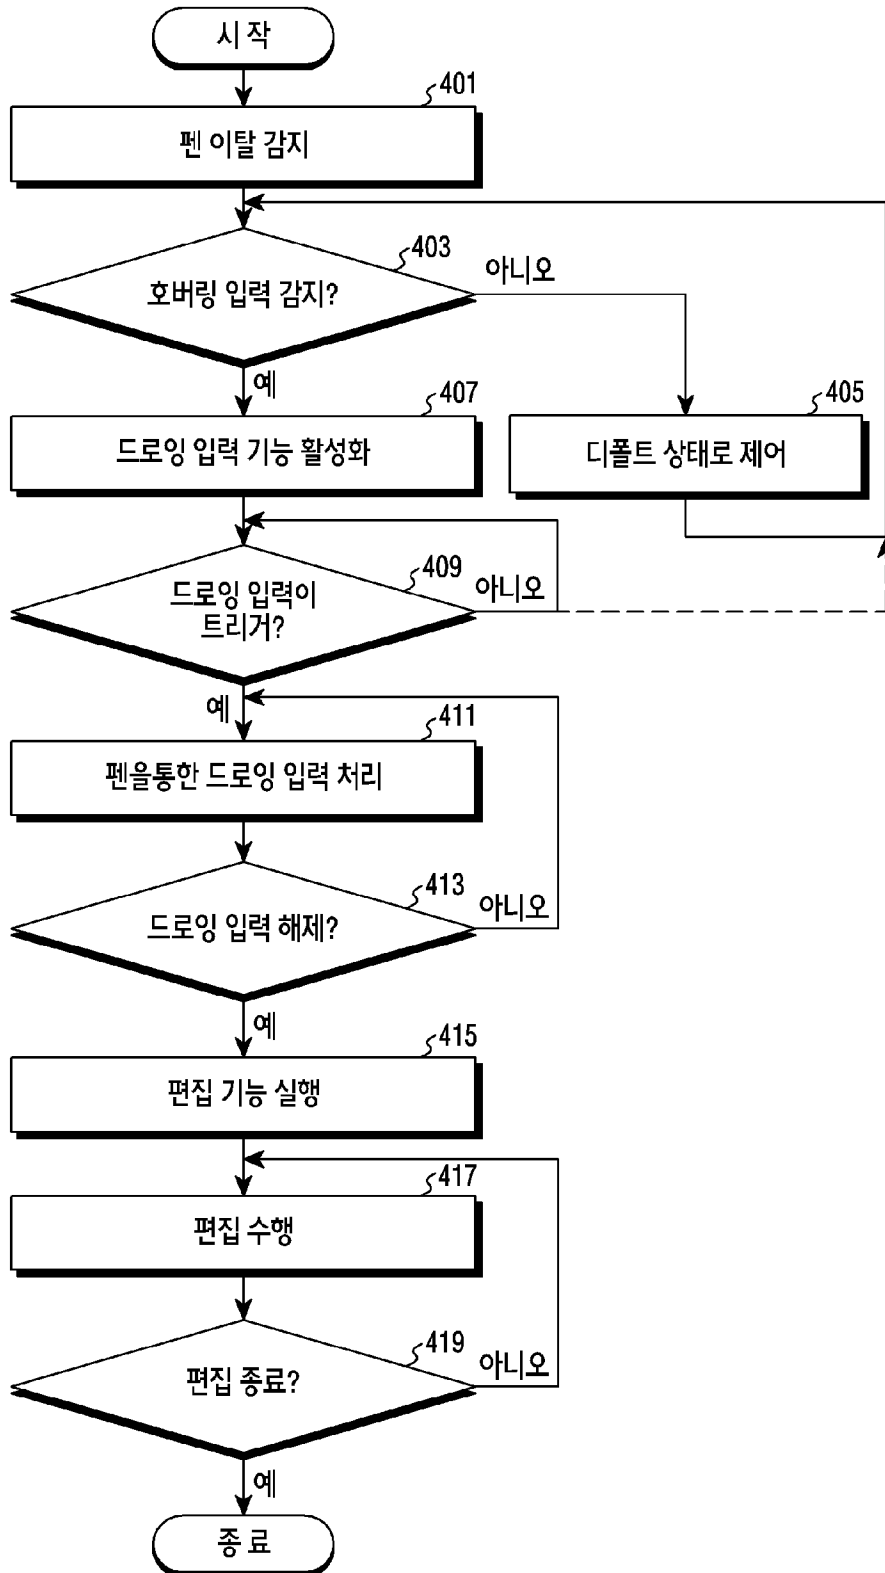 시 작
401
펜 이탈 감지
403
호버링 입력 감지?
아니오
예
407
드로잉 입력 기능 활성화
405
디폴트 상태로 제어
409
드로잉 입력이
트리거?
아니오
예
411
펜을통한 드로잉 입력 처리
413
드로잉 입력 해제?
아니오
예
415
편집 기능 실행
417
편집 수행
419
편집 종료?
아니오
예
종 료